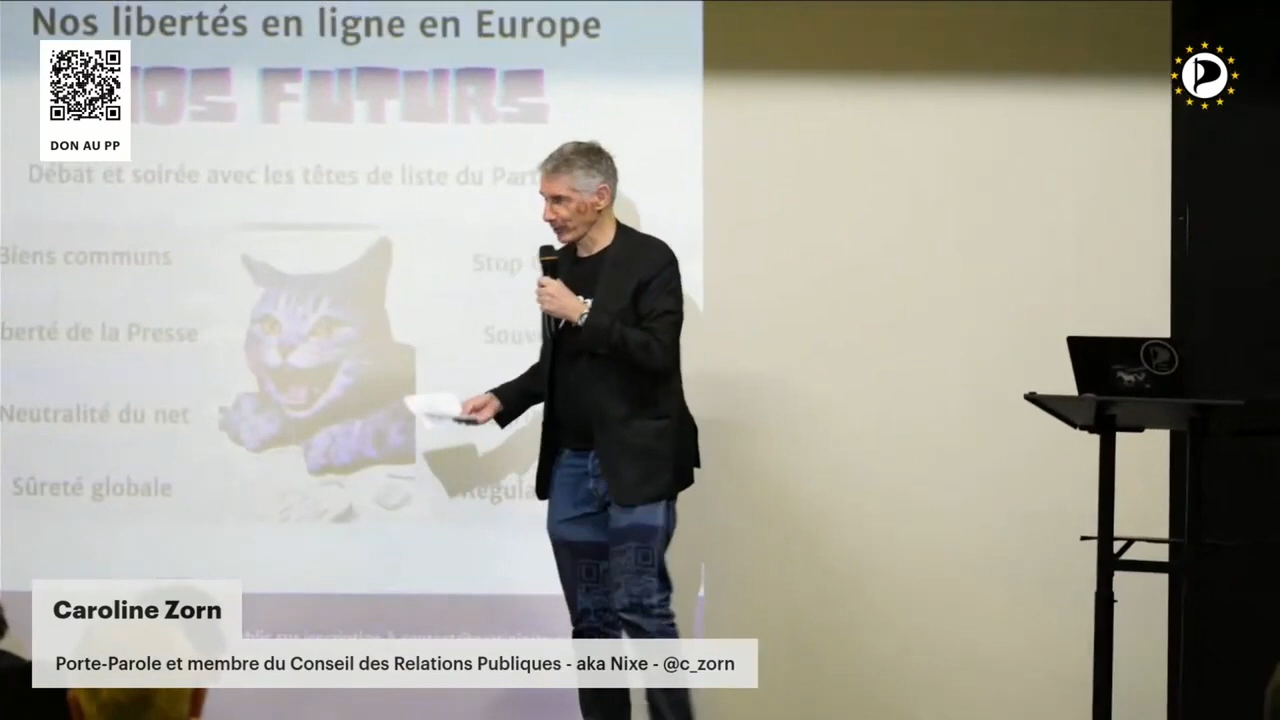 Nos libertés en ligne en Europe
NOS FUTURS
DON AU PP
Débat et soirée avec les têtes de liste du Part
Biens communs
Stop
berté de la Presse
Souv
Neutralité du net
Sûreté globale
Régula
Caroline Zorn
Porte-Parole et membre du Conseil des Relations Publiques - aka Nixe - @c_zorn